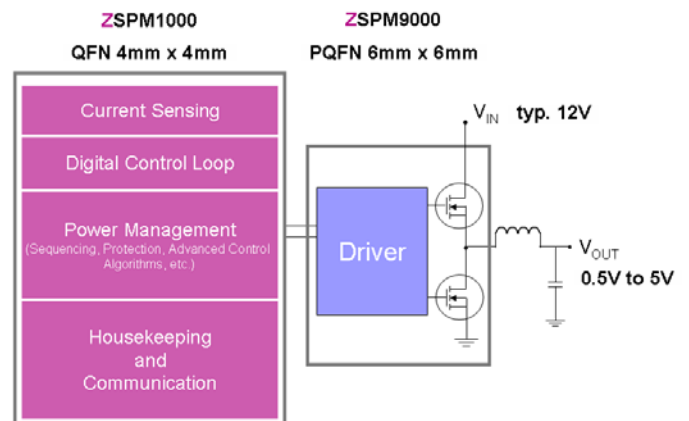 ZSPM1000
QFN 4mm x 4mm
Current Sensing
Digital Control Loop
Power Management
(Sequencing, Protection, Advanced Control
Algorithms, etc.)
Housekeeping
and
Communication
ZSPM9000
PQFN 6mm x 6mm
Driver
VIN typ. 12V
VOUT
0.5V to 5V